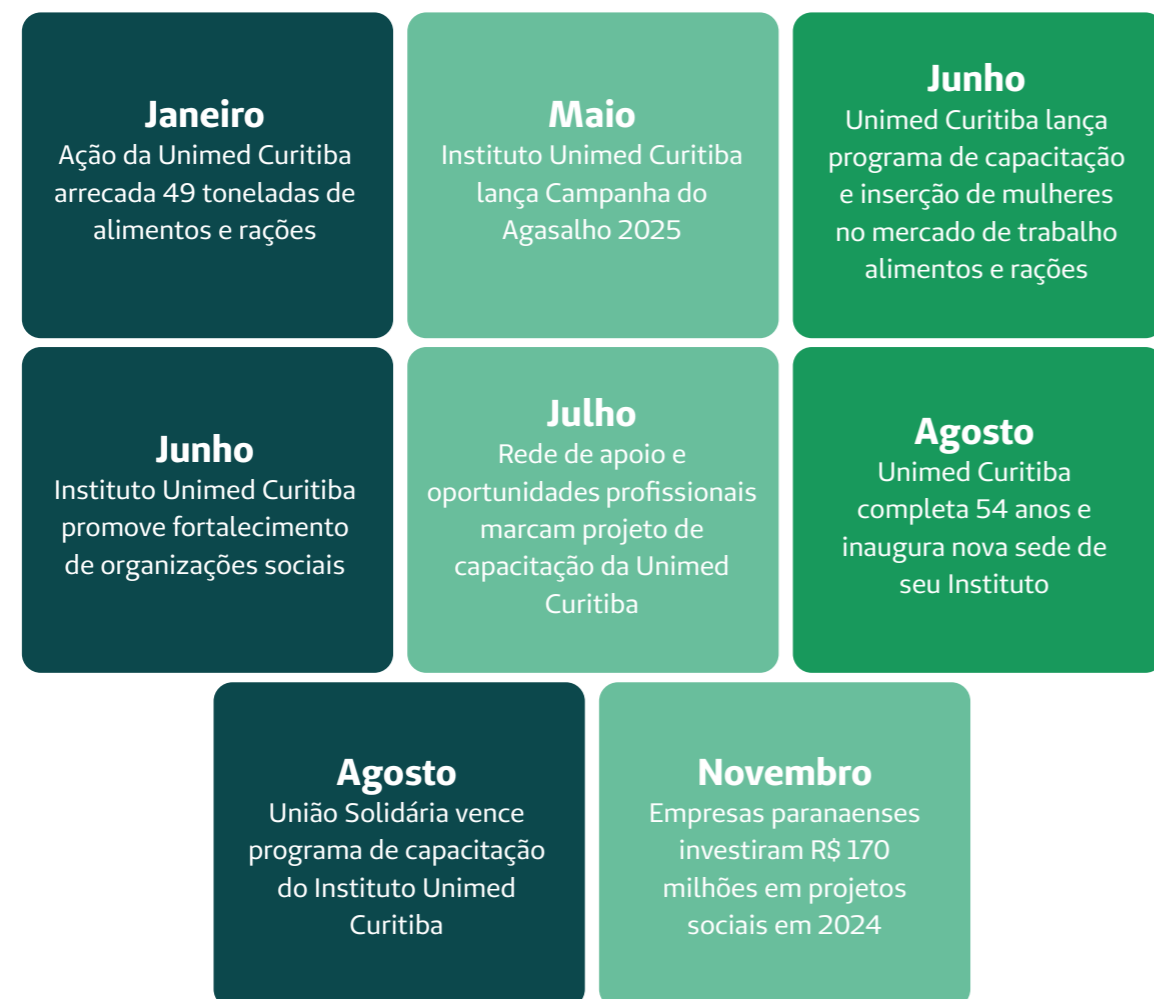 Janeiro
Ação da Unimed Curitiba
arrecada 49 toneladas de
alimentos e rações
Maio
Instituto Unimed Curitiba
lança Campanha do
Agasalho 2025
Junho
Unimed Curitiba lança
programa de capacitação
e inserção de mulheres
no mercado de trabalho
alimentos e rações
Junho
Instituto Unimed Curitiba
promove fortalecimento
de organizações sociais
Julho
Rede de apoio e
oportunidades profissionais
marcam projeto de
capacitação da Unimed
Curitiba
Agosto
Unimed Curitiba
completa 54 anos e
inaugura nova sede de
seu Instituto
Agosto
União Solidária vence
programa de capacitação
do Instituto Unimed
Curitiba
Novembro
Empresas paranaenses
investiram R$ 170
milhões em projetos
sociais em 2024